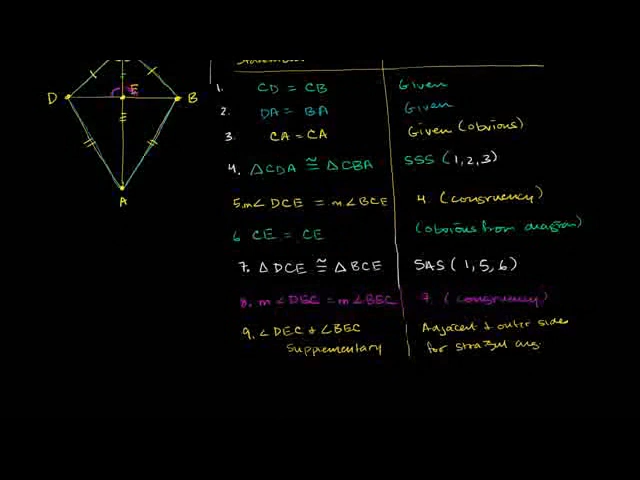 1. CD = CB Given
2. DA = BA Given
3. CA = CA Given (obvious)
4. △CDA ≅ △CBA SSS (1,2,3)
5. m∠DCE = m∠BCE 4. (congruency)
6 CE = CE (obvious from diagram)
7. △DCE ≅ △BCE SAS (1, 5, 6)
8. m∠DEC = m∠BEC 7. (congruency)
9. ∠DEC & ∠BEC Adjacent & outer sides
Supplementary for straight ang.
D
E
B
A